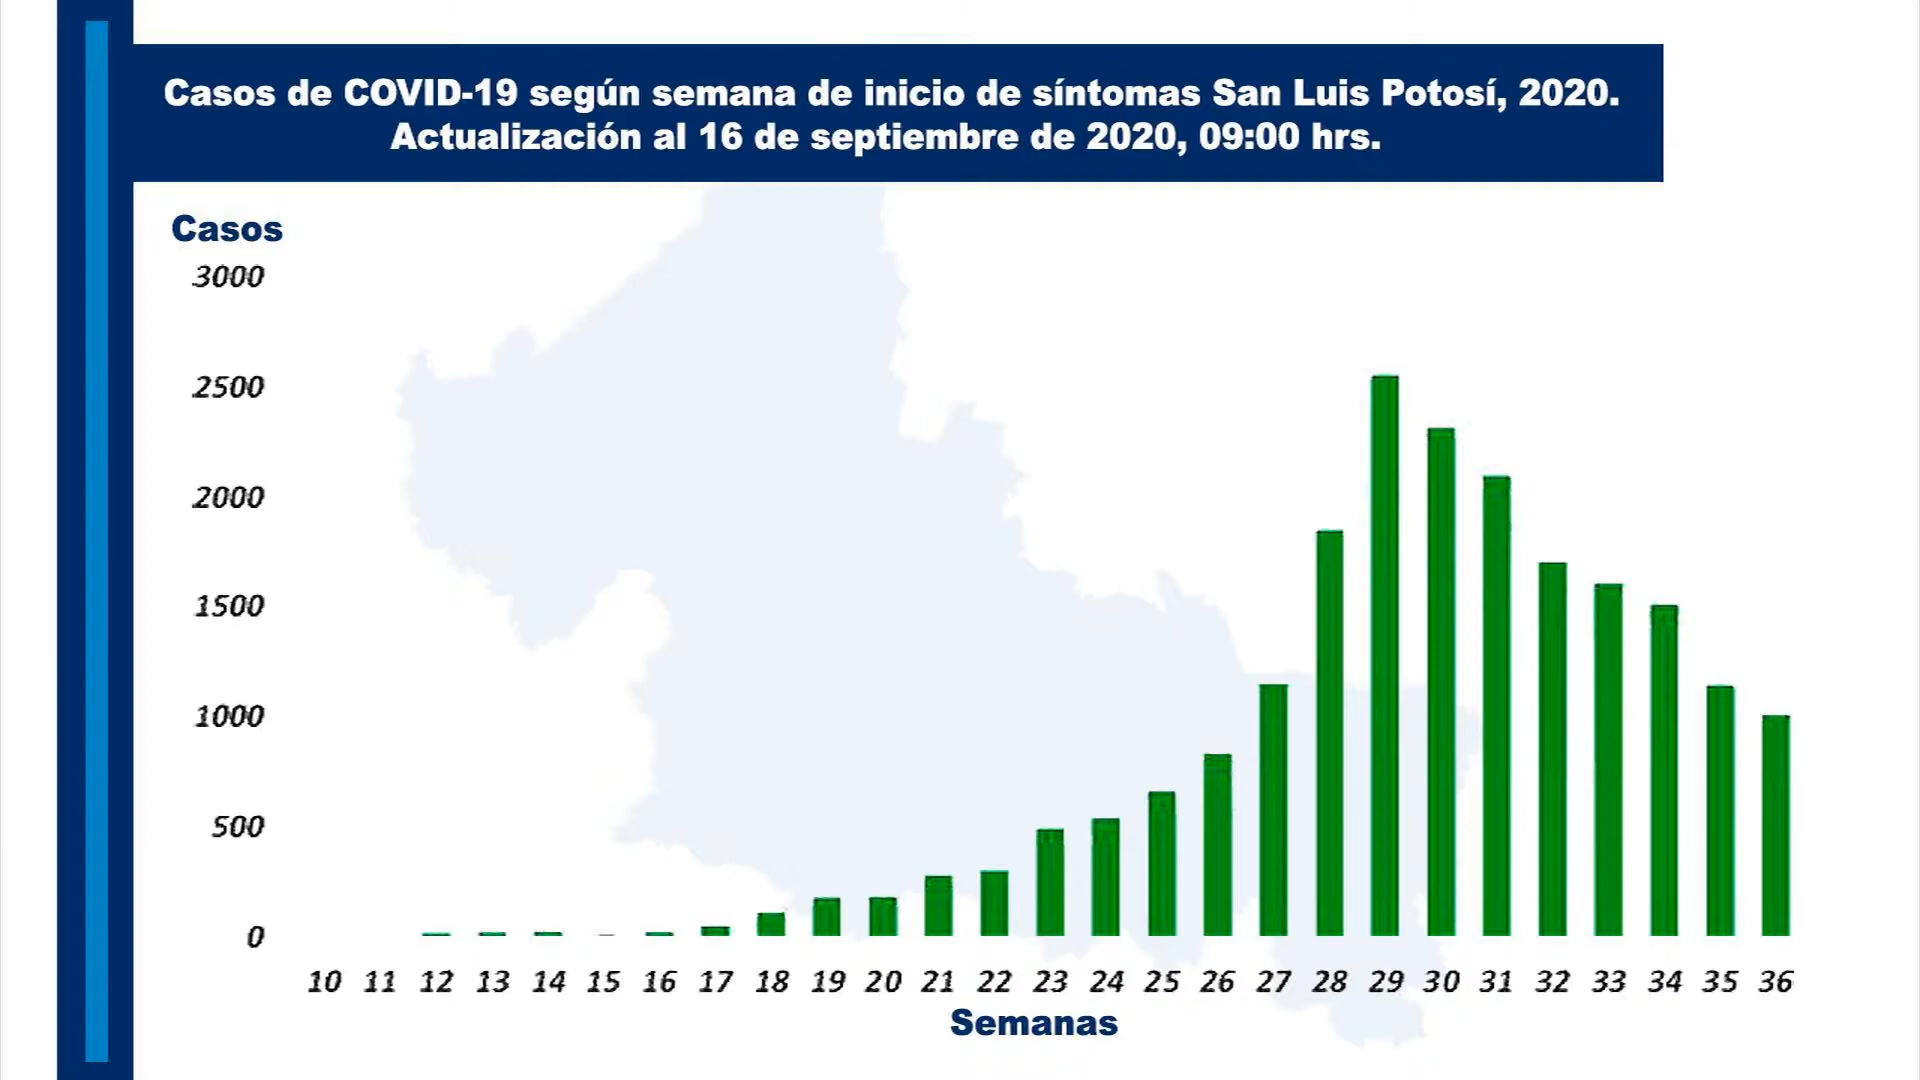 Casos de COVID-19 según semana de inicio de síntomas San Luis Potosí, 2020.
Actualización al 16 de septiembre de 2020, 09:00 hrs.
Casos
3000
2500
2000
1500
1000
500
0
10 11 12 13 14 15 16 17 18 19 20 21 22 23 24 25 26 27 28 29 30 31 32 33 34 35 36
Semanas